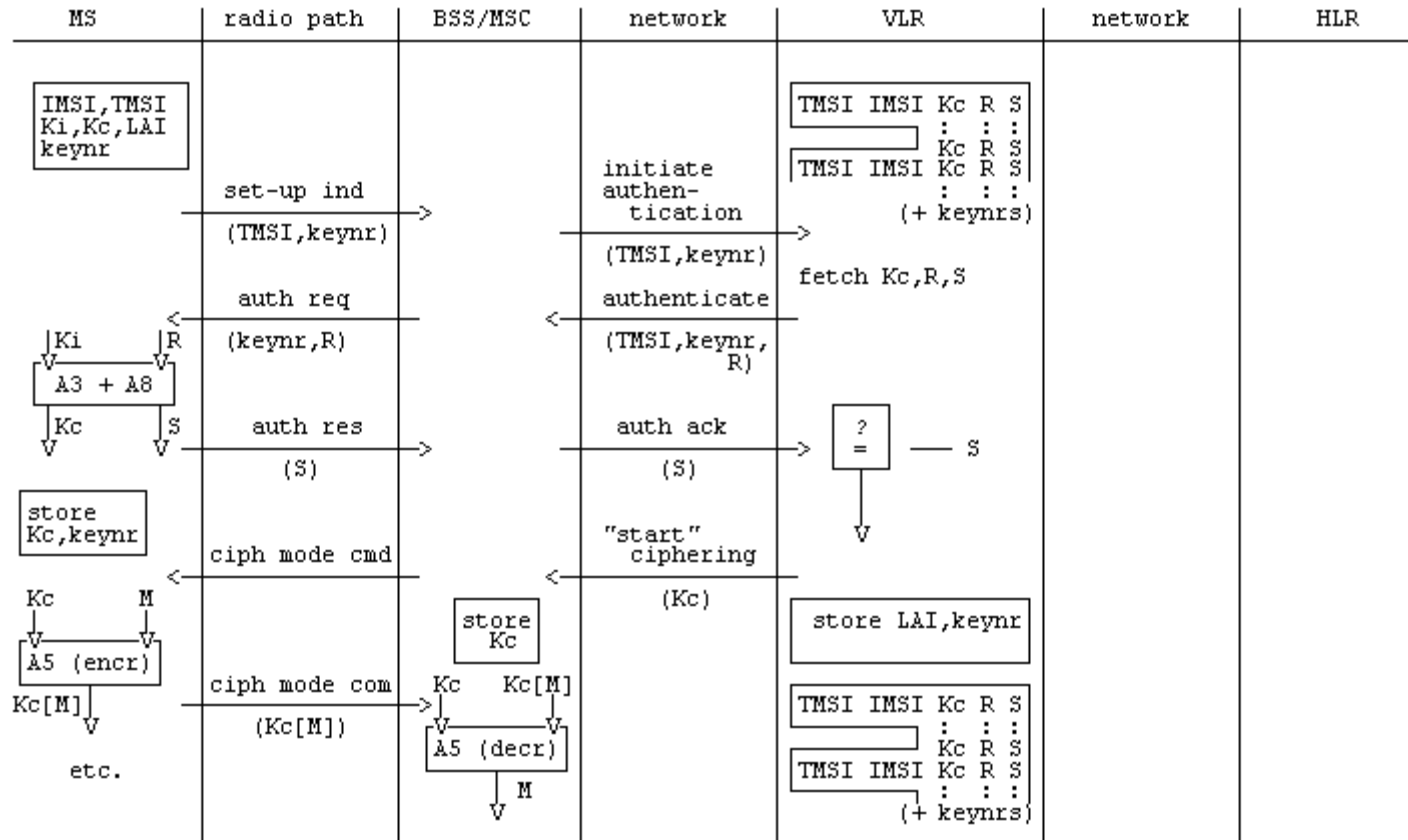 MS radio path BSS/MSC network VLR network HLR
IMSI,TMSI
Ki,Kc,LAI
keynr
TMSI IMSI Kc R S
: : :
Kc R S
TMSI IMSI Kc R S
: : :
(+ keynrs)
set-up ind
(TMSI,keynr)
initiate
authen-
tication
(TMSI,keynr)
fetch Kc,R,S
auth req
(keynr,R)
authenticate
(TMSI,keynr,
R)
Ki R
A3 + A8
Kc S
auth res
(S)
auth ack
(S)
?
=
S
store
Kc,keynr
ciph mode cmd
"start"
ciphering
(Kc)
Kc M
A5 (encr)
Kc[M]
etc.
store
Kc
store LAI,keynr
ciph mode com
(Kc[M])
Kc Kc[M]
A5 (decr)
M
TMSI IMSI Kc R S
: : :
Kc R S
TMSI IMSI Kc R S
: : :
(+ keynrs)